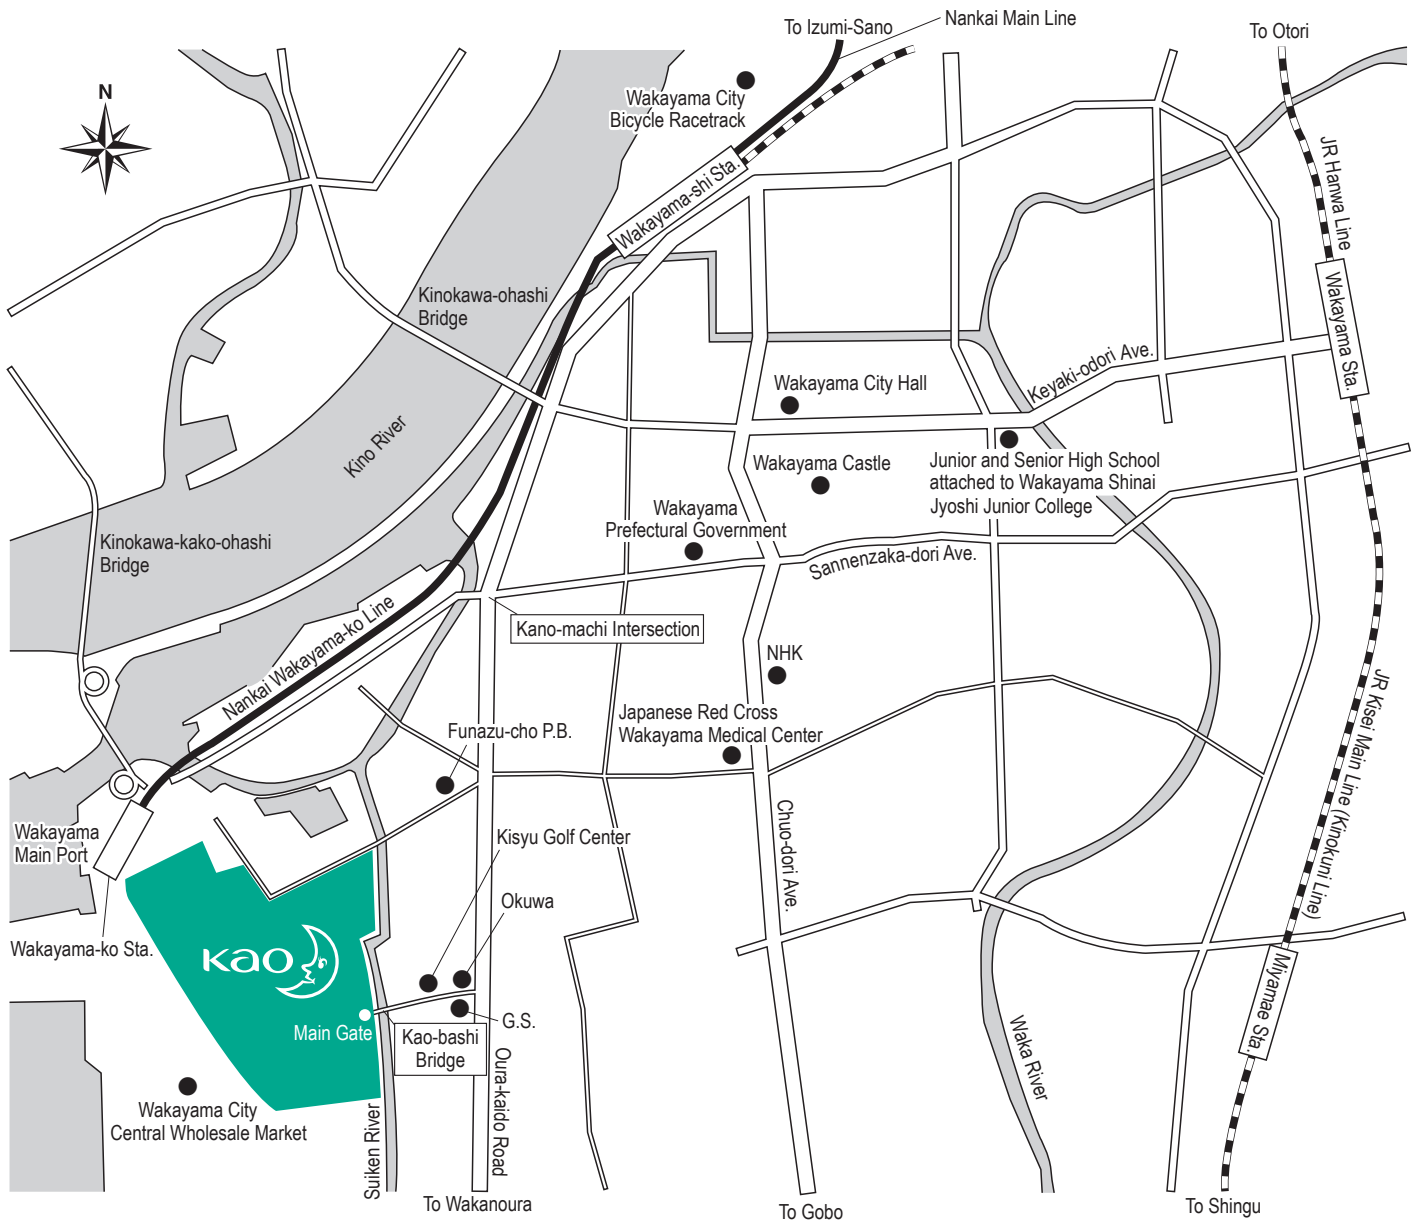 To Izumi-Sano
Nankai Main Line
To Otori
N
Wakayama City
Bicycle Racetrack
Wakayama-shi Sta.
JR Hanwa Line
Kinokawa-ohashi
Bridge
Wakayama Sta.
Keyaki-odori Ave.
Wakayama City Hall
Kino River
Wakayama Castle
Junior and Senior High School
attached to Wakayama Shinai
Jyoshi Junior College
Wakayama
Prefectural Government
Kinokawa-kako-ohashi
Bridge
Sannenzaka-dori Ave.
Nankai Wakayama-ko Line
Kano-machi Intersection
NHK
JR Kisei Main Line (Kinokuni Line)
Japanese Red Cross
Wakayama Medical Center
Funazu-cho P.B.
Wakayama
Main Port
Kisyu Golf Center
Chuo-dori Ave.
Okuwa
Wakayama-ko Sta.
Kao
Miyamae Sta.
G.S.
Main Gate
Kao-bashi
Bridge
Waka River
Oura-kaido Road
Wakayama City
Central Wholesale Market
Suiken River
To Wakanoura
To Gobo
To Shingu